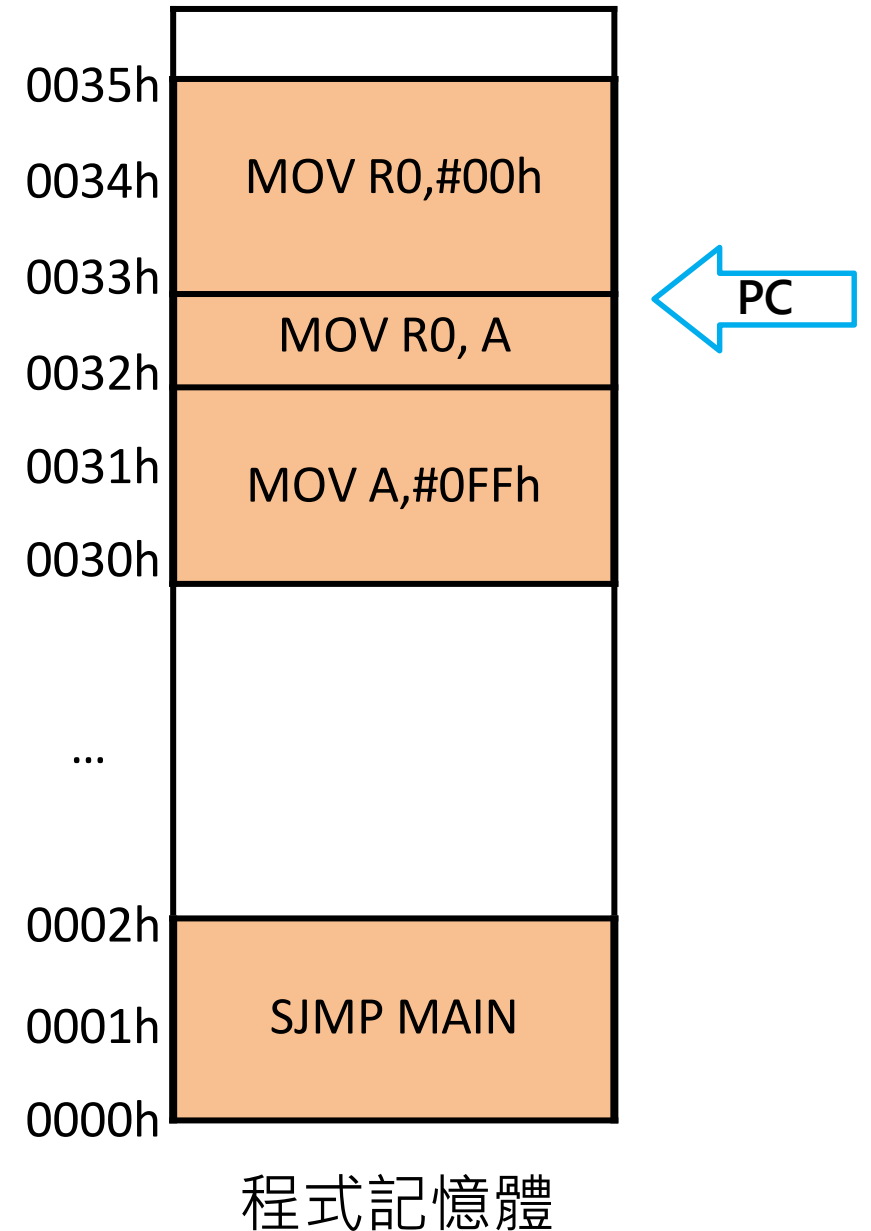 0035h
0034h
MOV R0,#00h
0033h
PC
MOV R0, A
0032h
0031h
MOV A,#0FFh
0030h
...
0002h
SJMP MAIN
0001h
0000h
程式記憶體